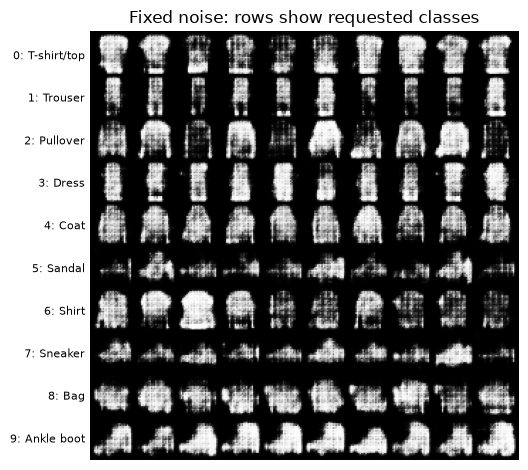 Fixed noise: rows show requested classes
0: T-shirt/top
1: Trouser
2: Pullover
3: Dress
4: Coat
5: Sandal
6: Shirt
7: Sneaker
8: Bag
9: Ankle boot